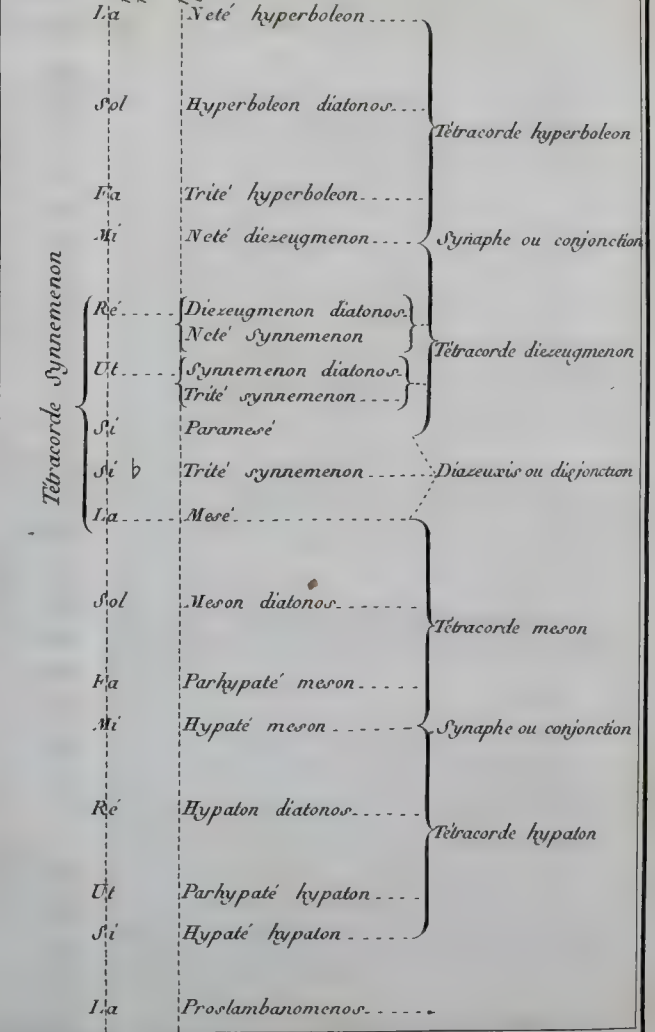 La Neté hyperboleon
Sol Hyperboleon diatonos
Tétracorde hyperboleon
Fa Trité hyperboleon
Mi Neté diezeugmenon Synaphe ou conjonction
Tétracorde Synnemenon
Ré Diezeugmenon diatonos
Neté Synnemenon
Tétracorde diezeugmenon
Ut Synnemenon diatonos
Trité synnemenon
Si Paramesé
Si b Trité synnemenon Diazeuxis ou disjonction
La Mesé
Sol Meson diatonos
Tétracorde meson
Fa Parhypaté meson
Mi Hypaté meson Synaphe ou conjonction
Ré Hypaton diatonos
Tétracorde hypaton
Ut Parhypaté hypaton
Si Hypaté hypaton
La Proslambanomenos